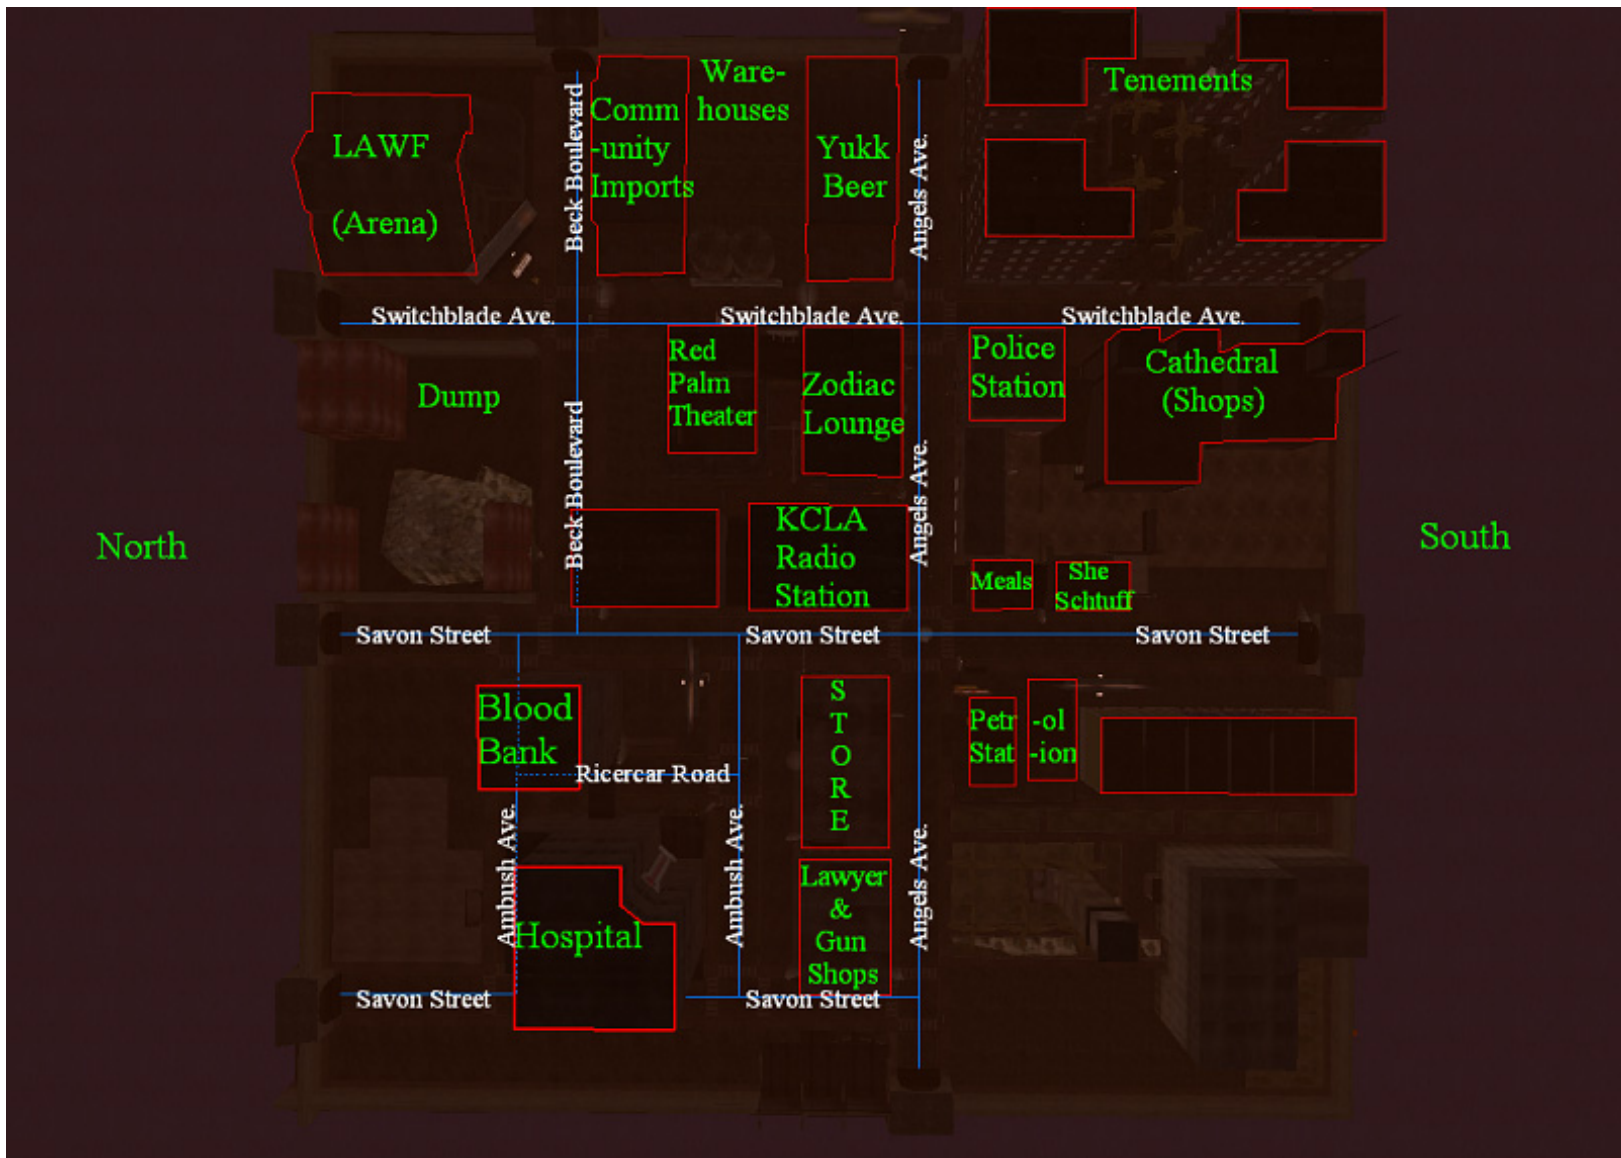 Ware-
houses
Tenements
Comm
-unity
Imports
LAWF
(Arena)
Yukk
Beer
Beck Boulevard
Angels Ave.
Switchblade Ave.
Switchblade Ave.
Switchblade Ave.
Red
Palm
Theater
Zodiac
Lounge
Police
Station
Cathedral
(Shops)
Dump
Beck Boulevard
Angels Ave.
North
KCLA
Radio
Station
South
Meals
She
Schtuff
Savon Street
Savon Street
Savon Street
Blood
Bank
S
T
O
R
E
Petr
Stat
-ol
-ion
Ricercar Road
Ambush Ave.
Ambush Ave.
Angels Ave.
Hospital
Lawyer
&
Gun
Shops
Savon Street
Savon Street